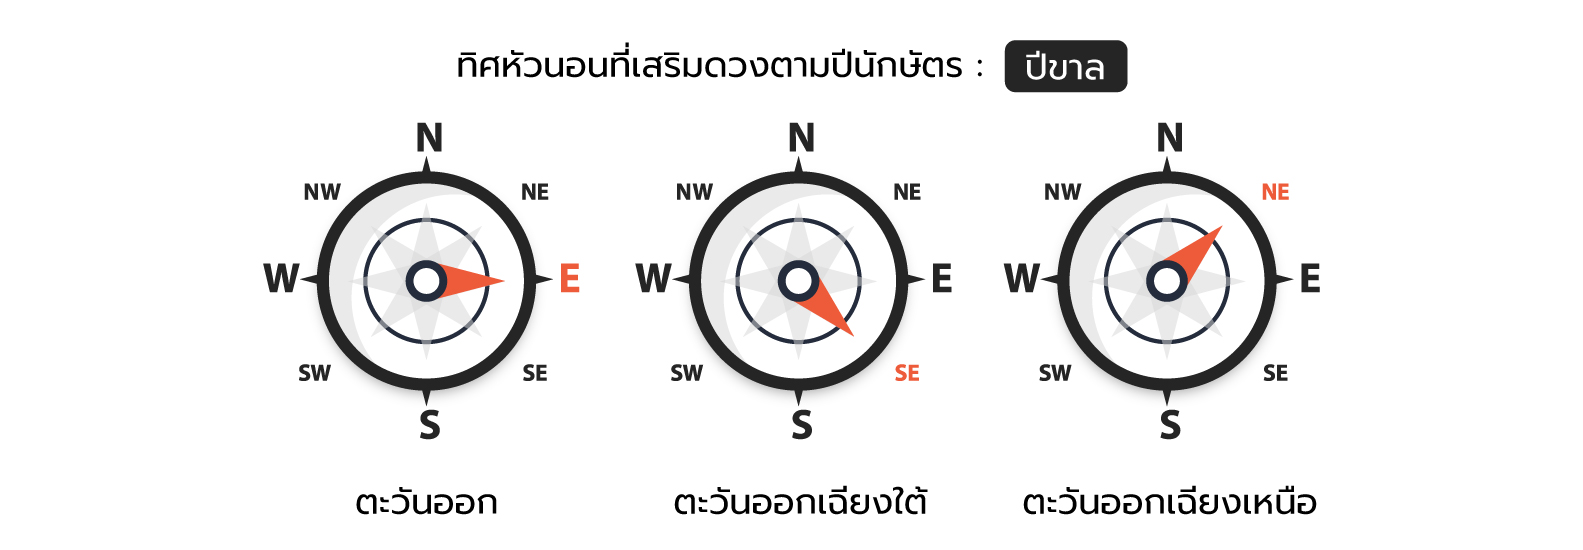 ทิศหัวนอนที่เสริมดวงตามปีนักษัตร : ปีขาล
N
NW NE
W E
SW SE
S
ตะวันออก
N
NW NE
W E
SW SE
S
ตะวันออกเฉียงใต้
N
NW NE
W E
SW SE
S
ตะวันออกเฉียงเหนือ